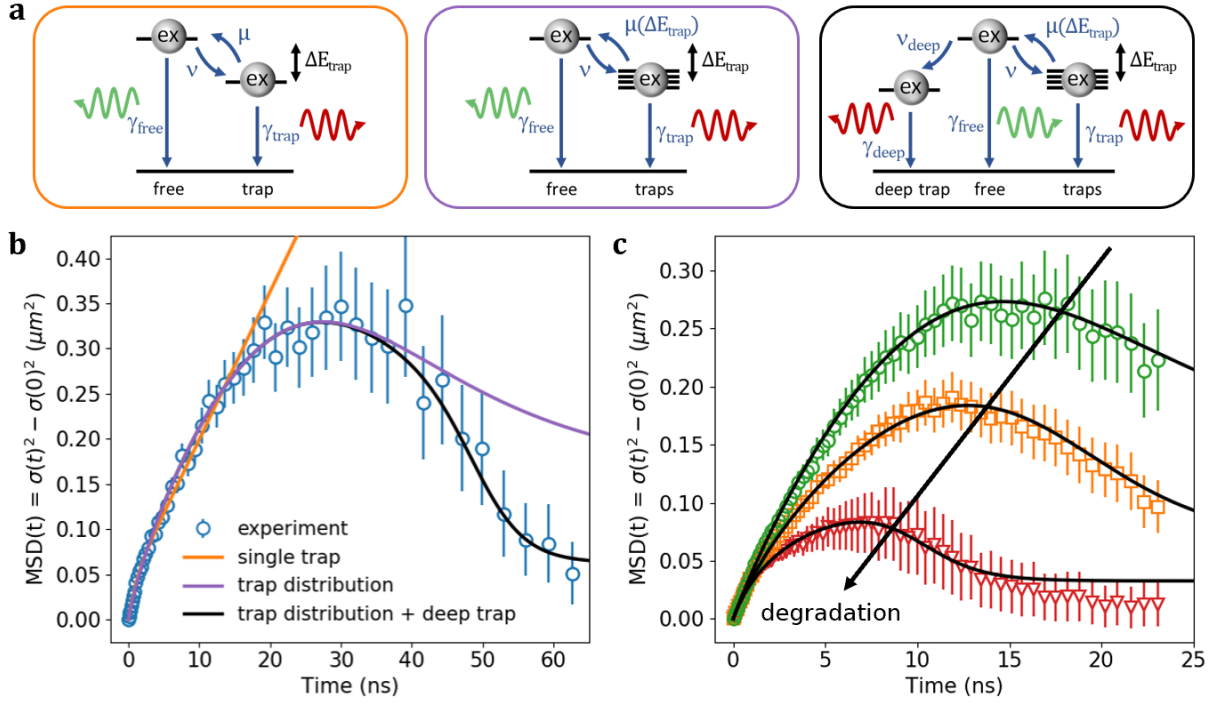 a
ex
μ
ν
ex
ΔE_trap
γ_free
γ_trap
free
trap
ex
μ(ΔE_trap)
ν
ex
ΔE_trap
γ_free
γ_trap
free
traps
ν_deep
ex
μ(ΔE_trap)
ν
ex
ex
ΔE_trap
γ_deep
γ_free
γ_trap
deep trap
free
traps
b
MSD(t) = σ(t)² − σ(0)² (μm²)
0.40
0.35
0.30
0.25
0.20
0.15
0.10
0.05
0.00
experiment
single trap
trap distribution
trap distribution + deep trap
0
10
20
30
40
50
60
Time (ns)
c
MSD(t) = σ(t)² − σ(0)² (μm²)
0.30
0.25
0.20
0.15
0.10
0.05
0.00
degradation
0
5
10
15
20
25
Time (ns)